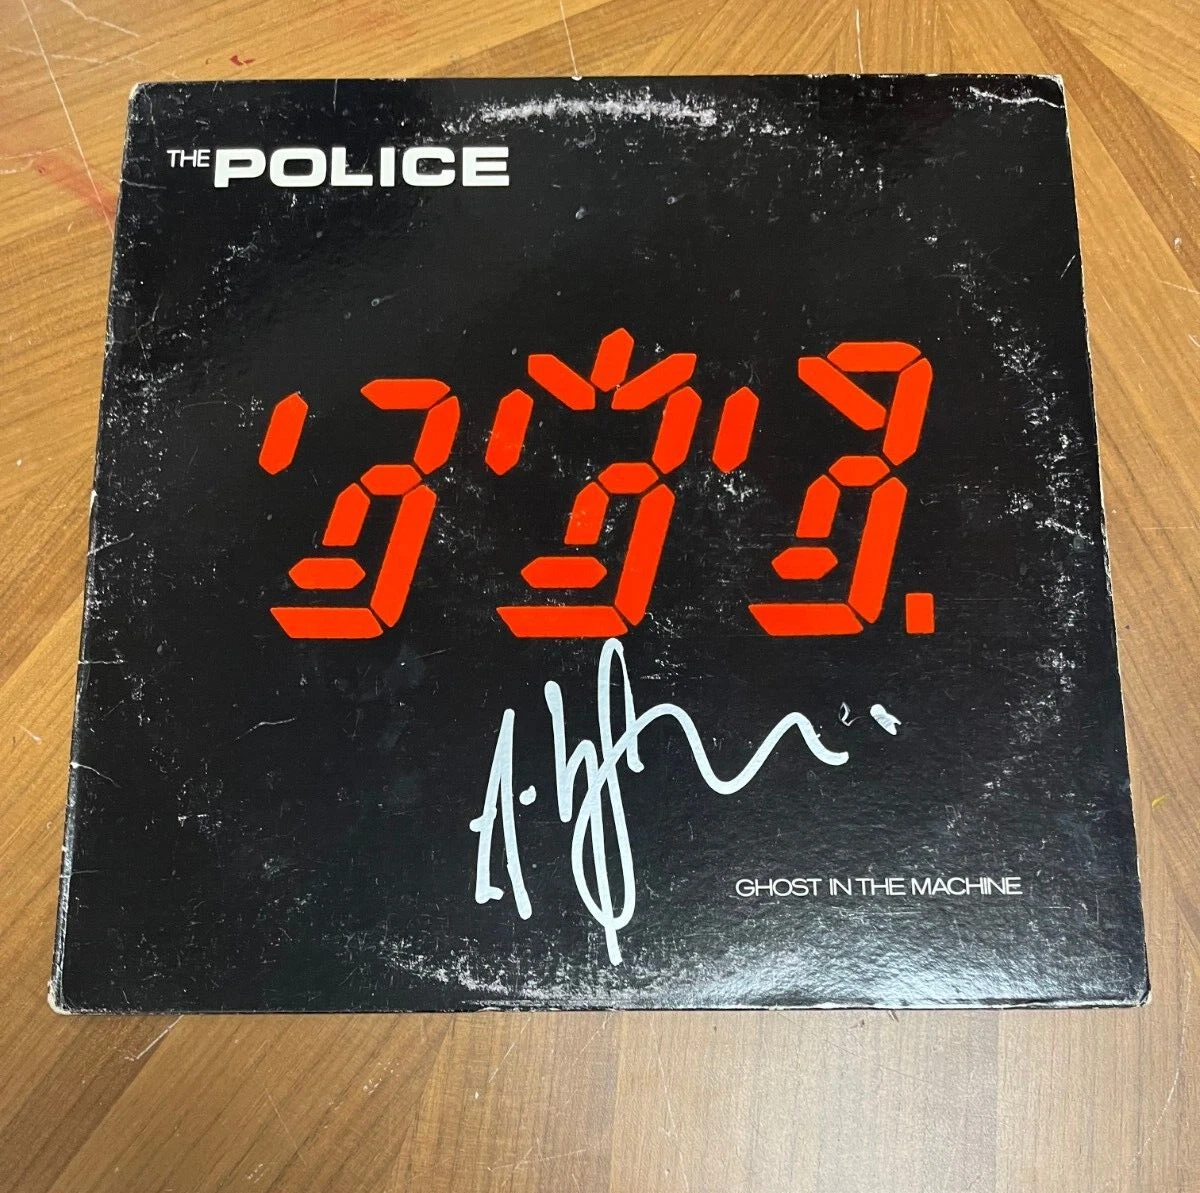 THE POLICE
GHOST IN THE MACHINE